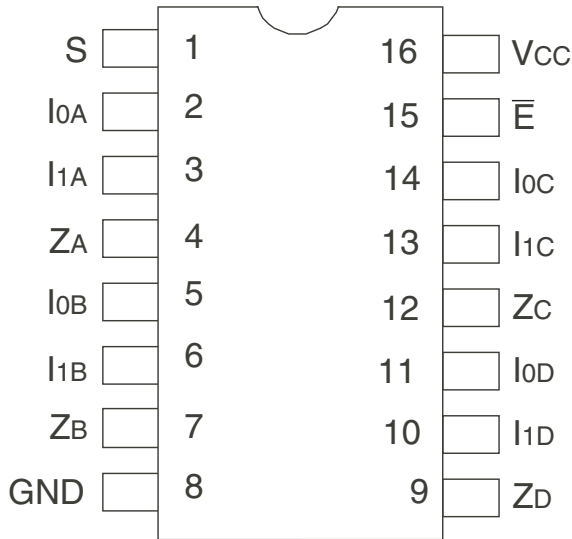 S 1 16 VCC
I0A 2 15 E̅
I1A 3 14 I0C
ZA 4 13 I1C
I0B 5 12 ZC
I1B 6 11 I0D
ZB 7 10 I1D
GND 8 9 ZD